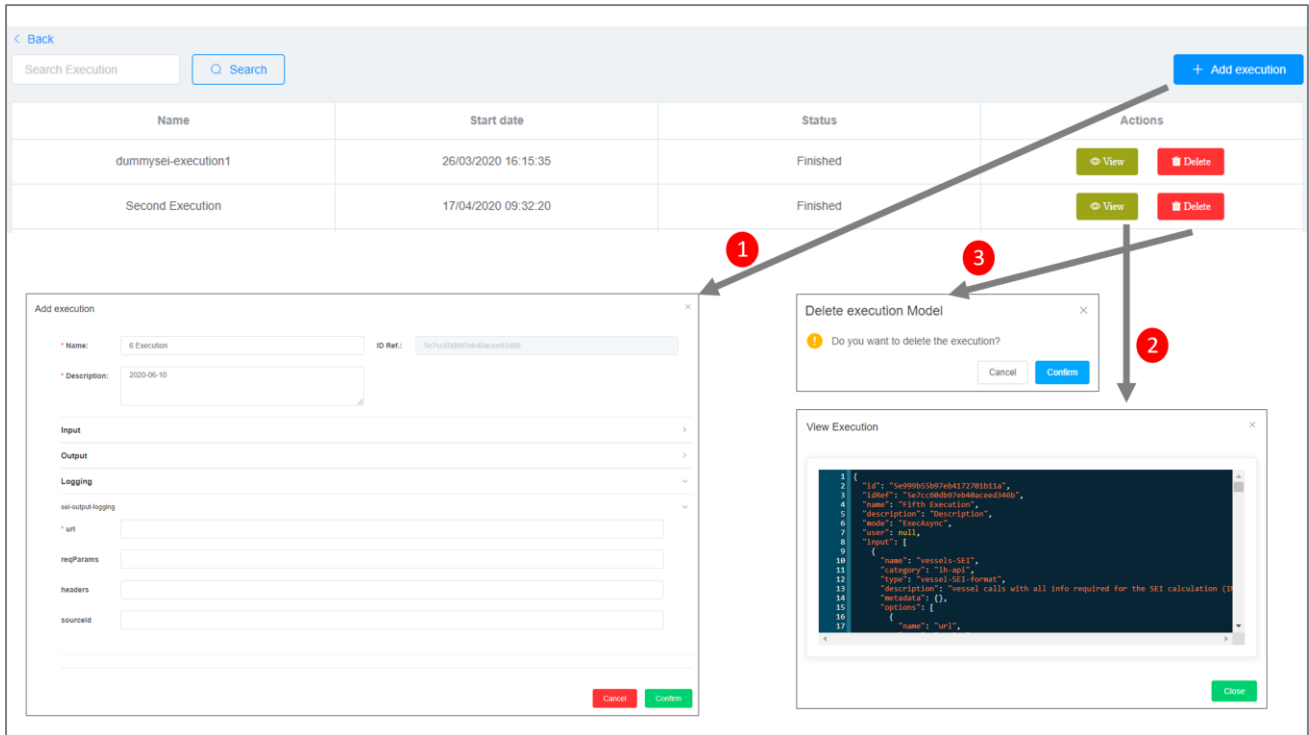 < Back
Search Execution
Search
+ Add execution
Name Start date Status Actions
dummysei-execution1 26/03/2020 16:15:35 Finished View Delete
Second Execution 17/04/2020 09:32:20 Finished View Delete
1
3
2
Add execution
* Name: 6 Execution ID Ref.: 5e7cc60db97eb40aceed346b
* Description: 2020-06-10
Input
Output
Logging
sei-output-logging
* url
reqParams
headers
sourceId
Cancel Confirm
Delete execution Model
Do you want to delete the execution?
Cancel Confirm
View Execution
1 {
2 "id": "5e999b55b97eb4172701b11a",
3 "idRef": "5e7cc60db97eb40aceed346b",
4 "name": "Fifth Execution",
5 "description": "Description",
6 "mode": "ExecAsync",
7 "user": null,
8 "input": [
9 {
10 "name": "vessels-SEI",
11 "category": "ih-api",
12 "type": "vessel-SEI-format",
13 "description": "vessel calls with all info required for the SEI calculation (IM
14 "metadata": {},
15 "options": [
16 {
17 "name": "url",
Close